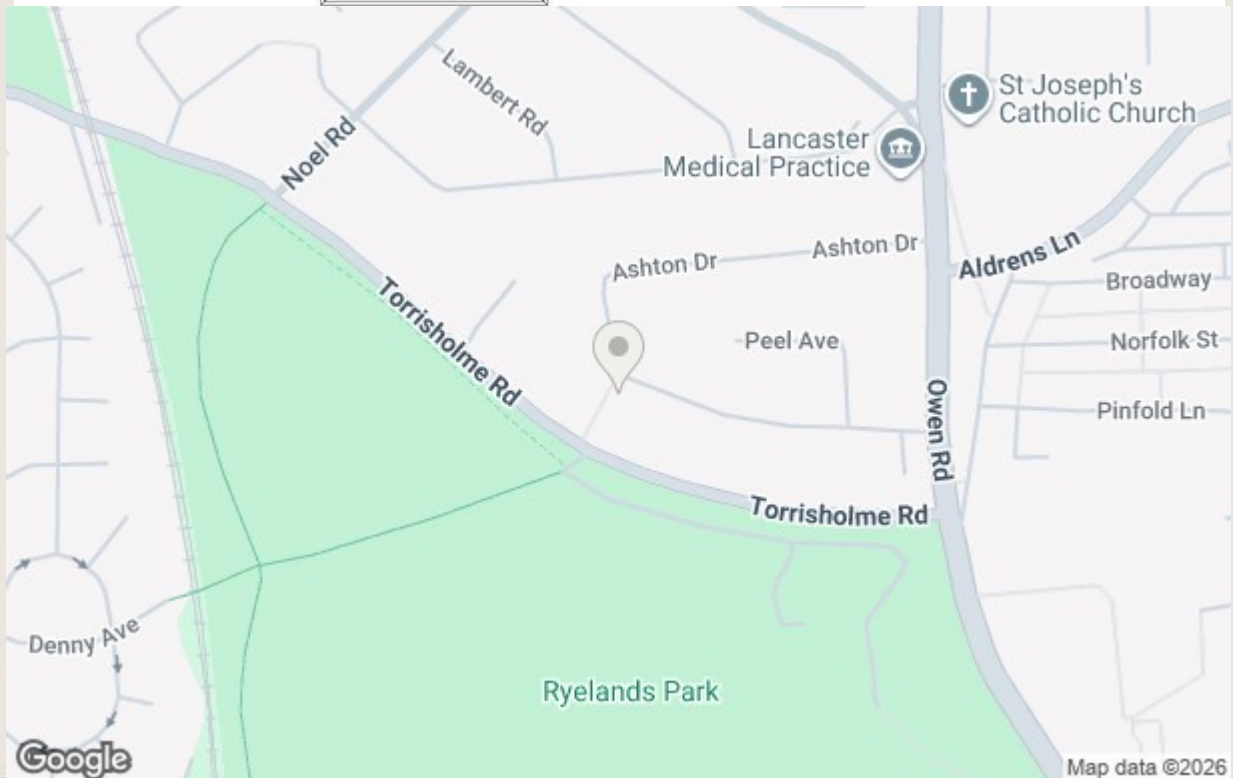 Lambert Rd
Noel Rd
St Joseph's
Catholic Church
Lancaster
Medical Practice
Ashton Dr
Ashton Dr
Aldrens Ln
Broadway
Torrisholme Rd
Peel Ave
Norfolk St
Owen Rd
Pinfold Ln
Torrisholme Rd
Denny Ave
Ryelands Park
Google
Map data ©2026